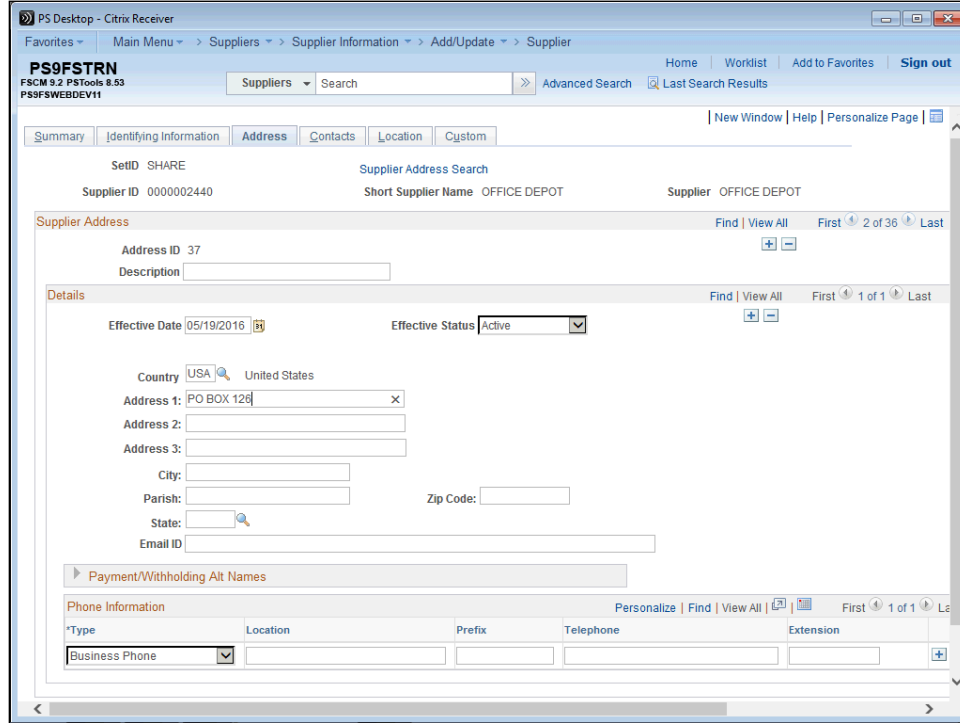 PS Desktop - Citrix Receiver
Favorites Main Menu > Suppliers > Supplier Information > Add/Update > Supplier
PS9FSTRN
FSCM 9.2 PSTools 8.53
PS9FSWEBDEV11
Home Worklist Add to Favorites Sign out
Suppliers Search >> Advanced Search Last Search Results
New Window | Help | Personalize Page |
Summary Identifying Information Address Contacts Location Custom
SetID SHARE Supplier Address Search
Supplier ID 0000002440 Short Supplier Name OFFICE DEPOT Supplier OFFICE DEPOT
Supplier Address Find | View All First 2 of 36 Last
Address ID 37 + -
Description
Details Find | View All First 1 of 1 Last
Effective Date 05/19/2016 31 Effective Status Active + -
Country USA United States
Address 1: PO BOX 126 ×
Address 2:
Address 3:
City:
Parish: Zip Code:
State:
Email ID
Payment/Withholding Alt Names
Phone Information Personalize | Find | View All | | First 1 of 1 La
*Type Location Prefix Telephone Extension
Business Phone +